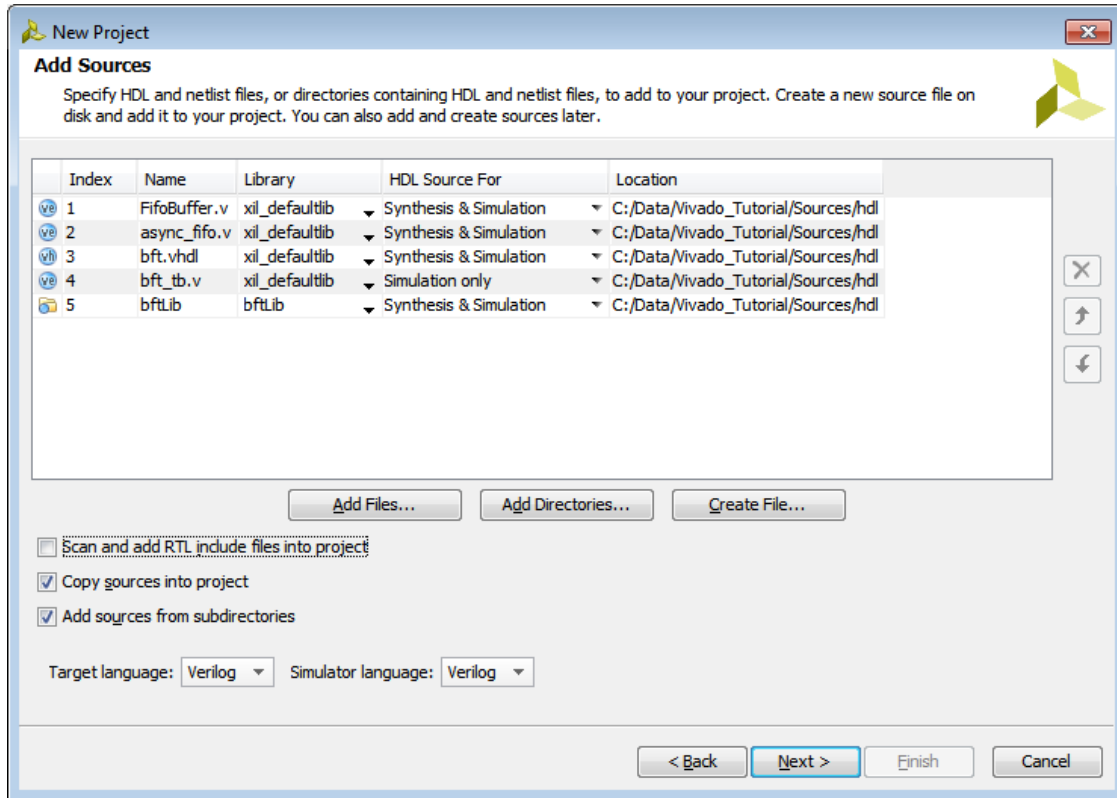 New Project
Add Sources
Specify HDL and netlist files, or directories containing HDL and netlist files, to add to your project. Create a new source file on
disk and add it to your project. You can also add and create sources later.
Index Name Library HDL Source For Location
ve 1 FifoBuffer.v xil_defaultlib Synthesis & Simulation C:/Data/Vivado_Tutorial/Sources/hdl
ve 2 async_fifo.v xil_defaultlib Synthesis & Simulation C:/Data/Vivado_Tutorial/Sources/hdl
vh 3 bft.vhdl xil_defaultlib Synthesis & Simulation C:/Data/Vivado_Tutorial/Sources/hdl
ve 4 bft_tb.v xil_defaultlib Simulation only C:/Data/Vivado_Tutorial/Sources/hdl
5 bftLib bftLib Synthesis & Simulation C:/Data/Vivado_Tutorial/Sources/hdl
Add Files... Add Directories... Create File...
Scan and add RTL include files into project
Copy sources into project
Add sources from subdirectories
Target language: Verilog Simulator language: Verilog
< Back Next > Finish Cancel